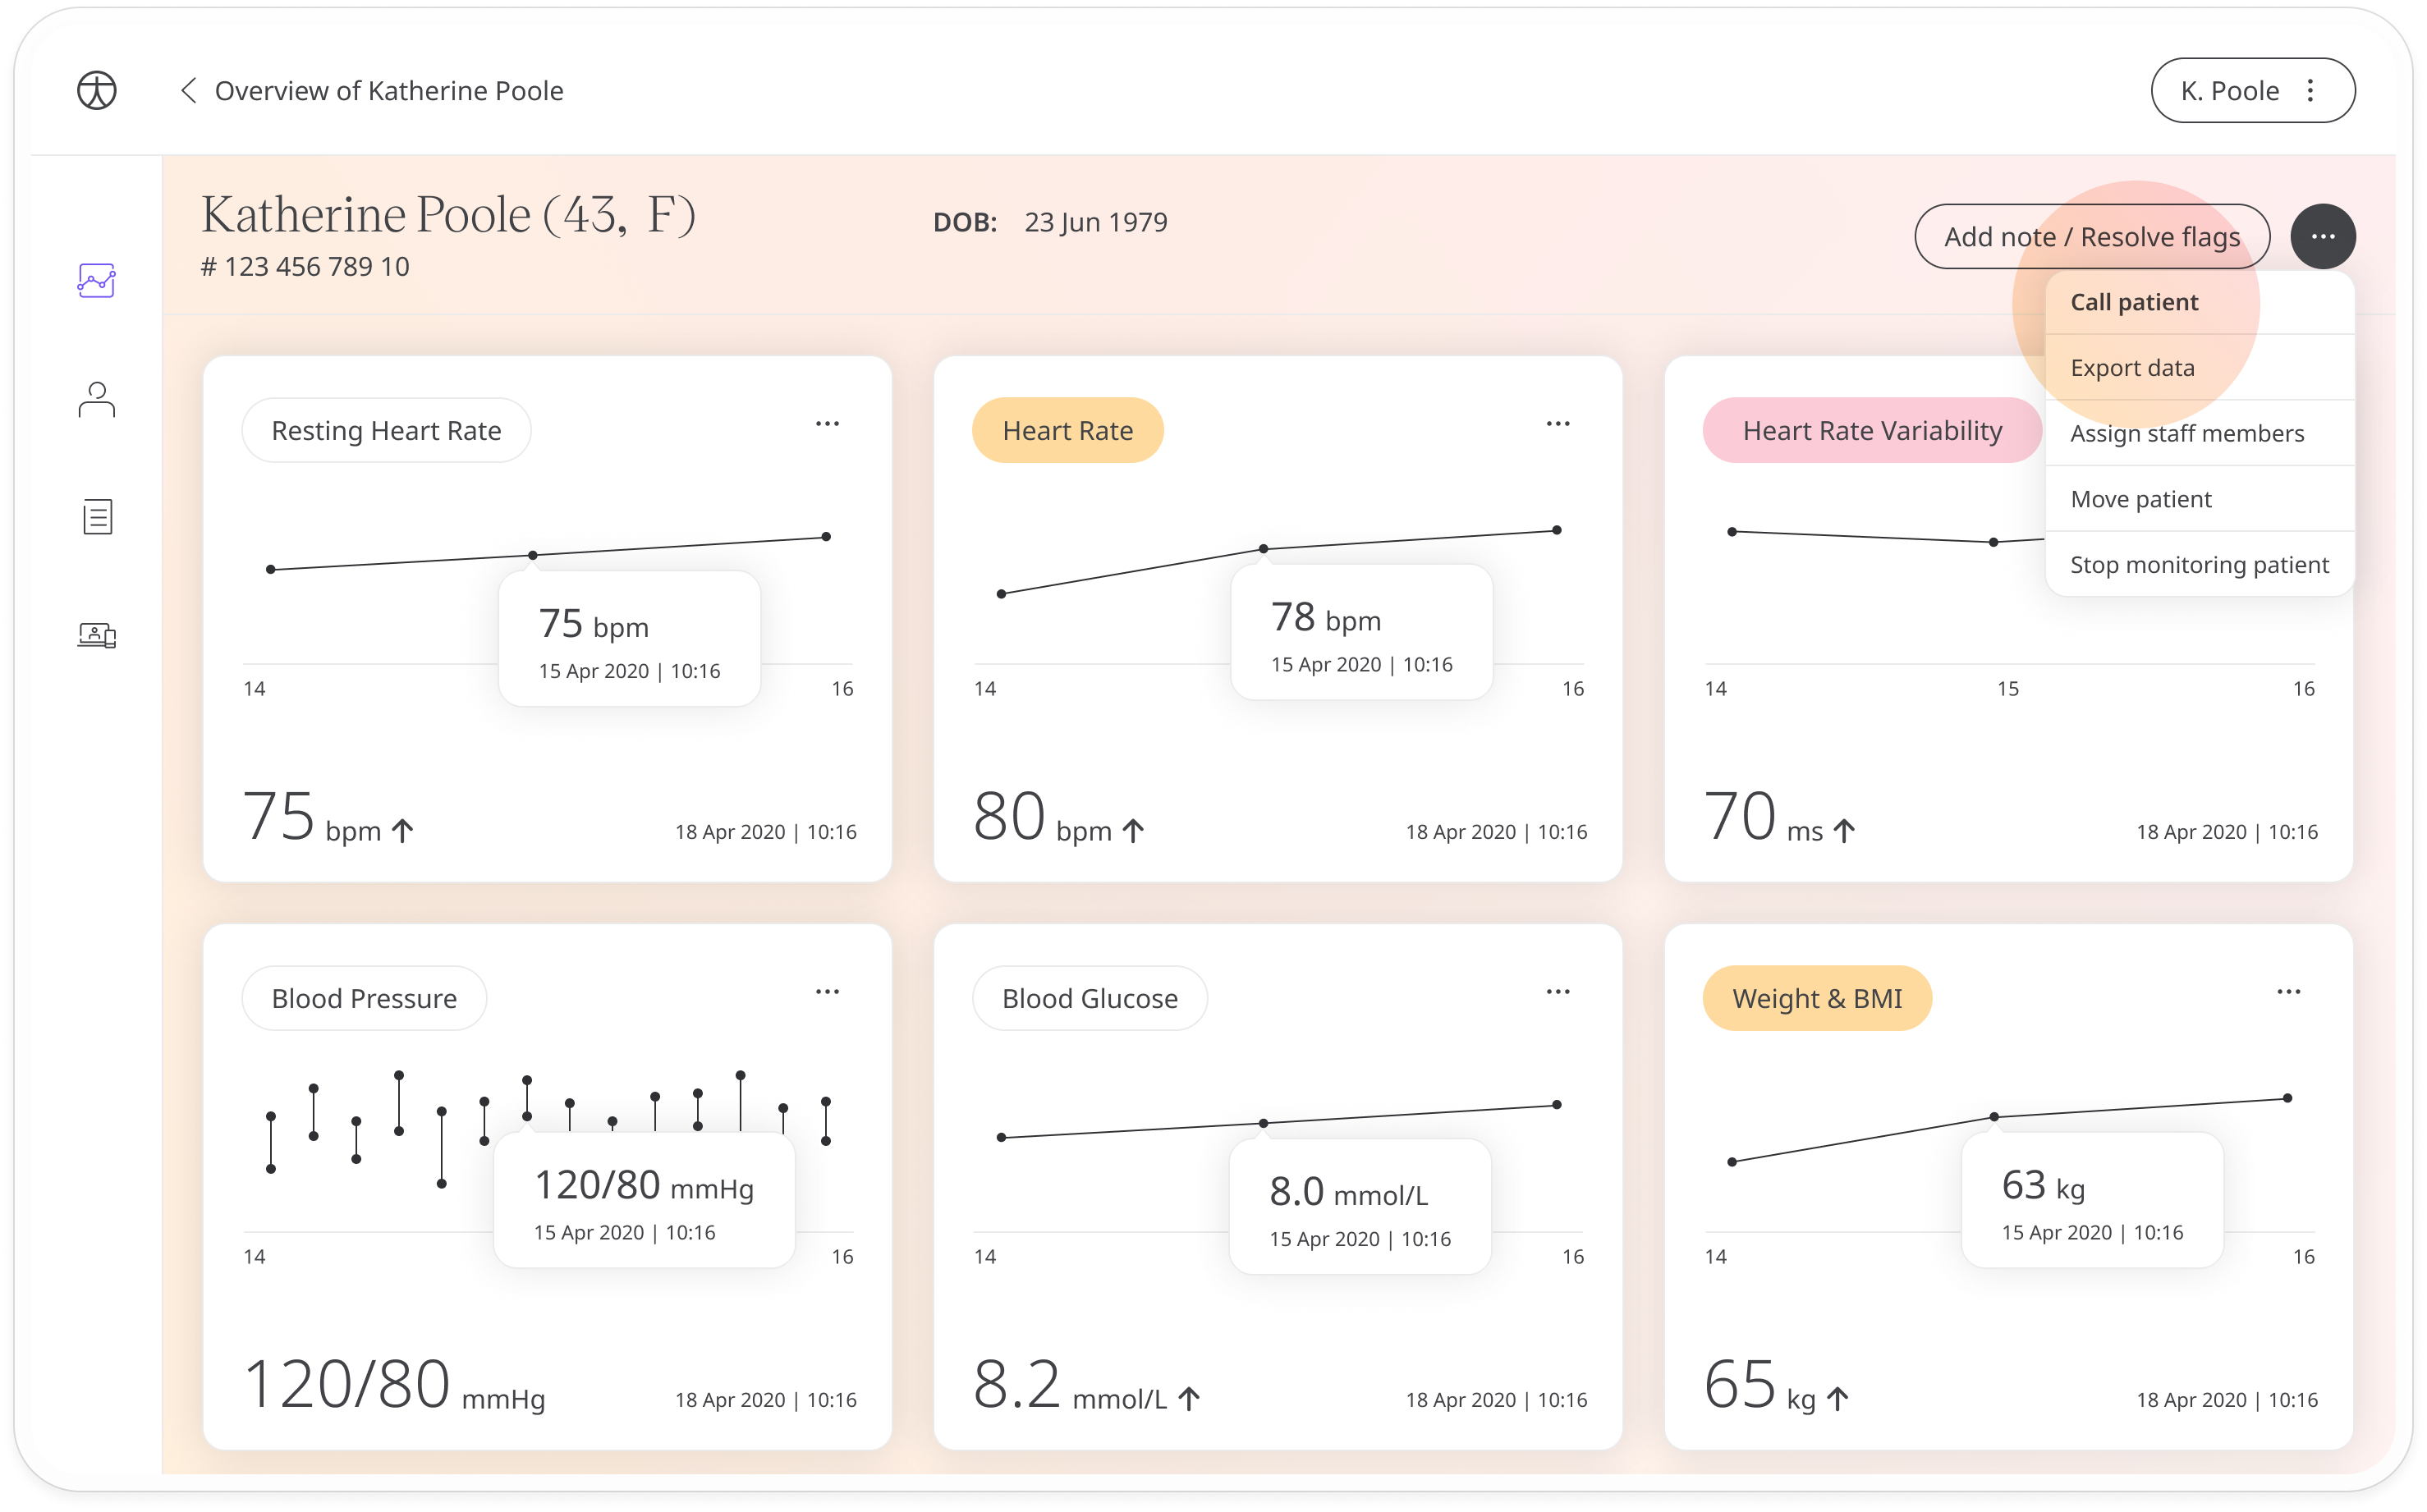 Overview of Katherine Poole
K. Poole
Katherine Poole (43, F)
# 123 456 789 10
DOB: 23 Jun 1979
Add note / Resolve flags
Call patient
Export data
Assign staff members
Move patient
Stop monitoring patient
Resting Heart Rate
75 bpm
15 Apr 2020 | 10:16
14
16
75 bpm
18 Apr 2020 | 10:16
Heart Rate
78 bpm
15 Apr 2020 | 10:16
14
16
80 bpm
18 Apr 2020 | 10:16
Heart Rate Variability
14
15
16
70 ms
18 Apr 2020 | 10:16
Blood Pressure
120/80 mmHg
15 Apr 2020 | 10:16
14
16
120/80 mmHg
18 Apr 2020 | 10:16
Blood Glucose
8.0 mmol/L
15 Apr 2020 | 10:16
14
16
8.2 mmol/L
18 Apr 2020 | 10:16
Weight & BMI
63 kg
15 Apr 2020 | 10:16
14
16
65 kg
18 Apr 2020 | 10:16